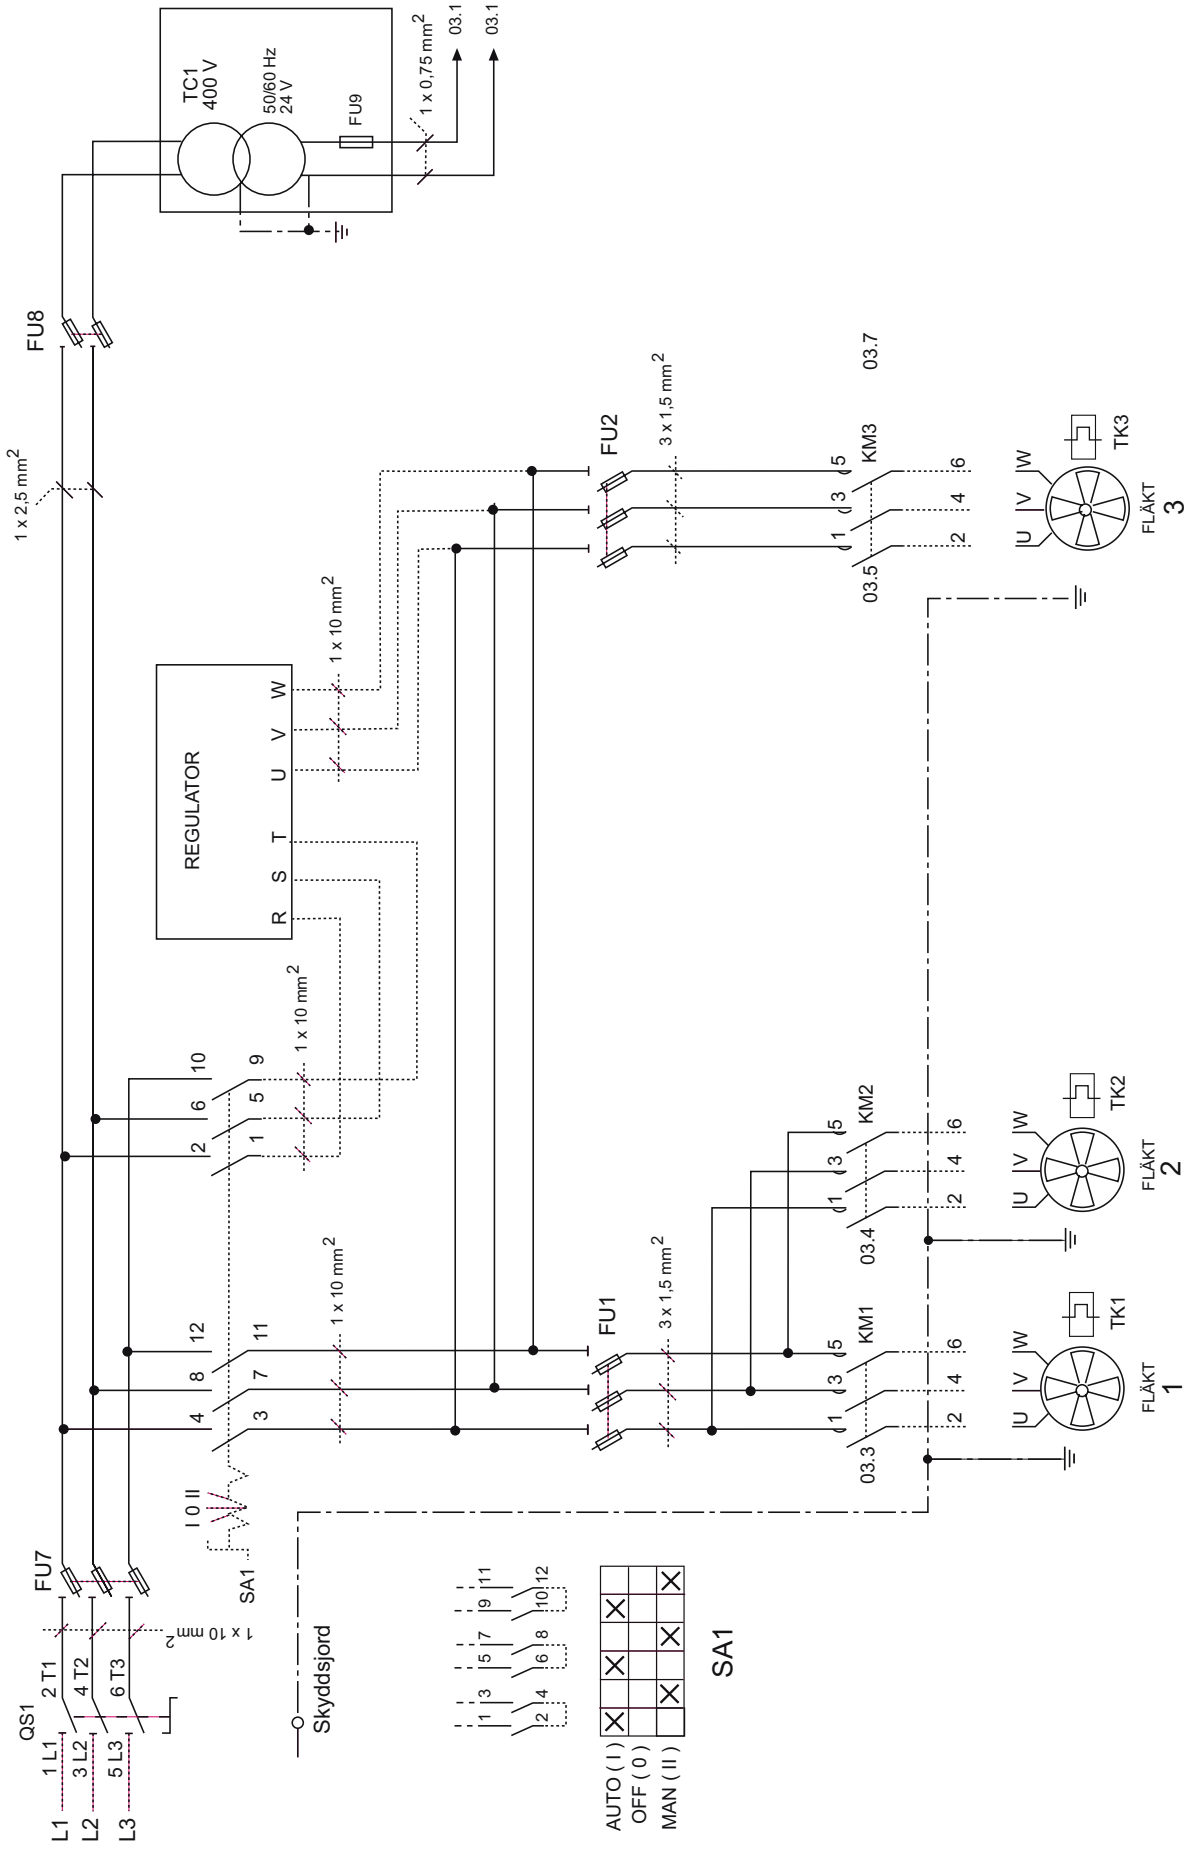 L1
L2
L3
1 L1
3 L2
5 L3
QS1
2 T1
4 T2
6 T3
1 x 10 mm²
FU7
SA1
I 0 II
4
8
12
3
7
11
1 x 10 mm²
2
6
10
1
5
9
1 x 10 mm²
REGULATOR
R
S
T
U
V
W
1 x 10 mm²
1 x 2,5 mm²
FU8
TC1
400 V
50/60 Hz
24 V
FU9
1 x 0,75 mm²
03.1
03.1
FU1
3 x 1,5 mm²
FU2
3 x 1,5 mm²
1
3
5
KM1
03.3
2
4
6
U
V
W
TK1
FLÄKT
1
1
3
5
KM2
03.4
2
4
6
U
V
W
TK2
FLÄKT
2
1
3
5
KM3
03.5
03.7
2
4
6
U
V
W
TK3
FLÄKT
3
Skyddsjord
1 3 5 7 9 11
2 4 6 8 10 12
AUTO ( I )
OFF ( 0 )
MAN ( II )
SA1